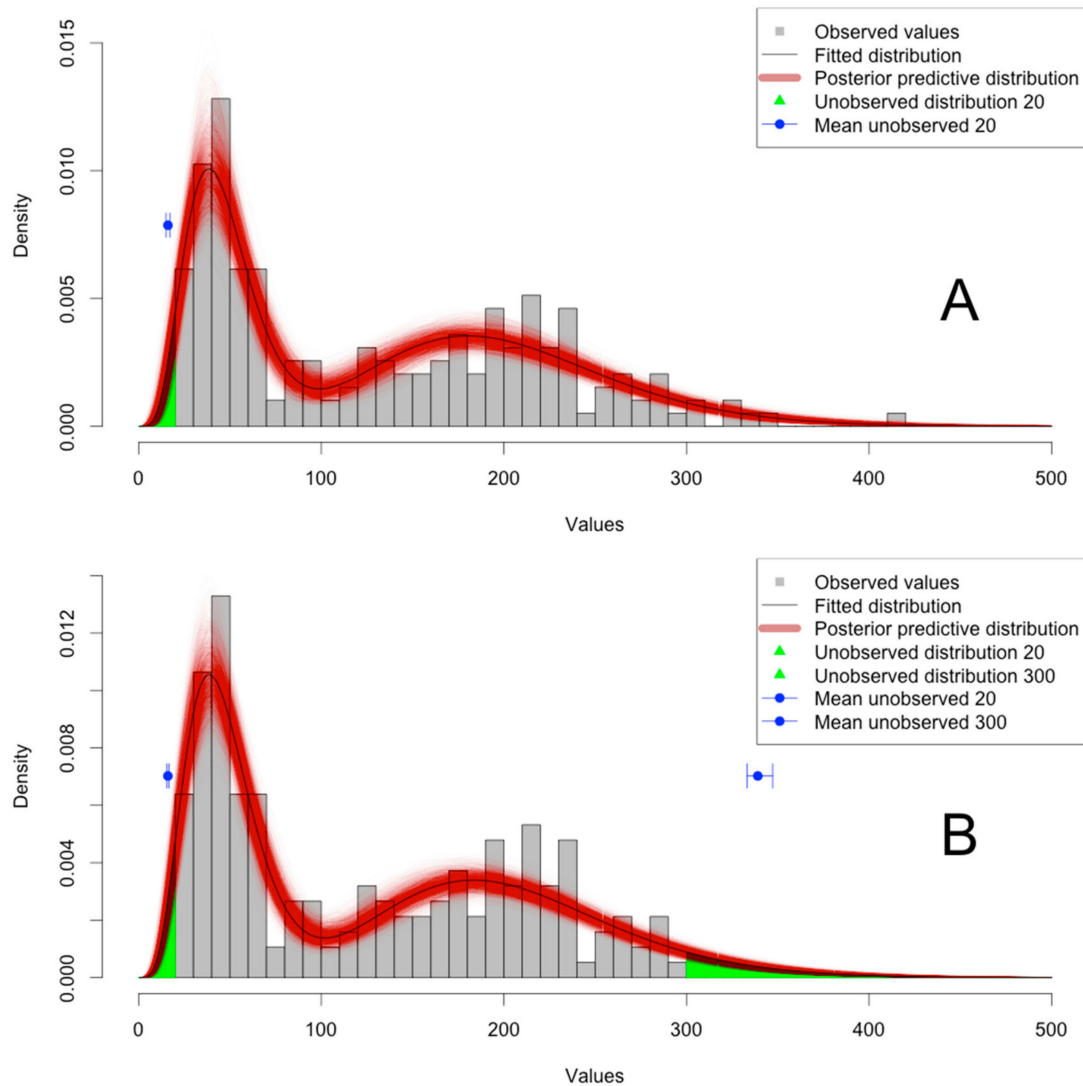 Observed values
Fitted distribution
Posterior predictive distribution
Unobserved distribution 20
Mean unobserved 20
0.015
0.010
0.005
0.000
Density
A
0 100 200 300 400 500
Values
Observed values
Fitted distribution
Posterior predictive distribution
Unobserved distribution 20
Unobserved distribution 300
Mean unobserved 20
Mean unobserved 300
0.012
0.008
0.004
0.000
Density
B
0 100 200 300 400 500
Values